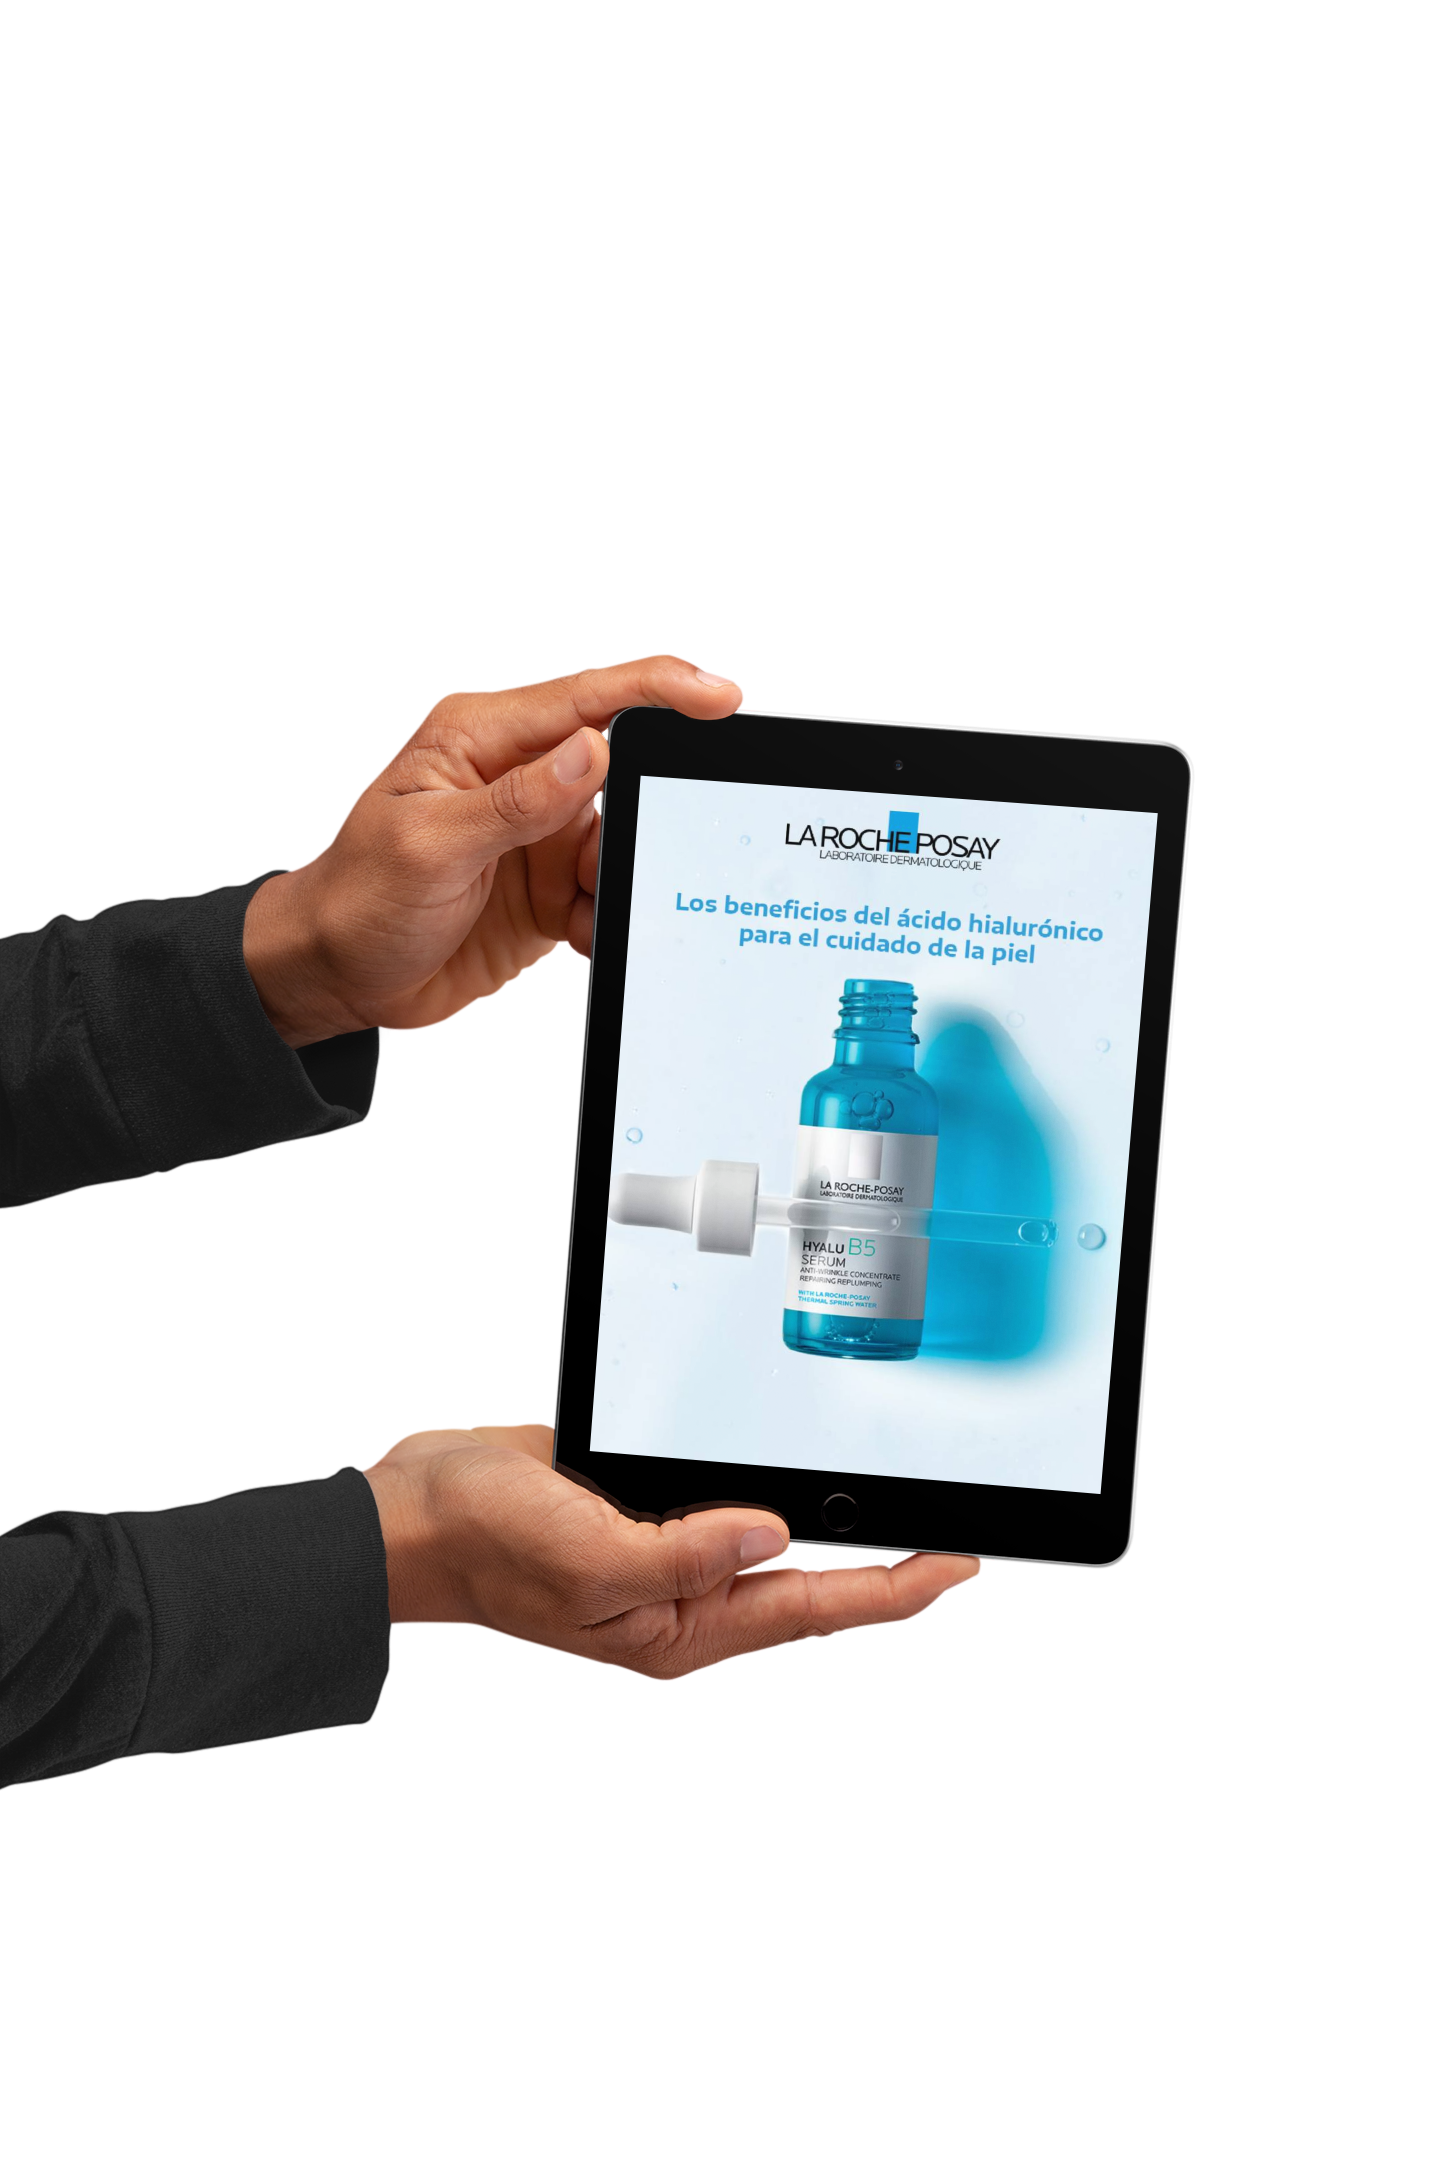 LA ROCHE POSAY
LABORATOIRE DERMATOLOGIQUE
Los beneficios del ácido hialurónico
para el cuidado de la piel
LA ROCHE-POSAY
LABORATOIRE DERMATOLOGIQUE
HYALU B5
SERUM
ANTI-WRINKLE CONCENTRATE
REPAIRING REPLUMPING
WITH LA ROCHE-POSAY
THERMAL SPRING WATER